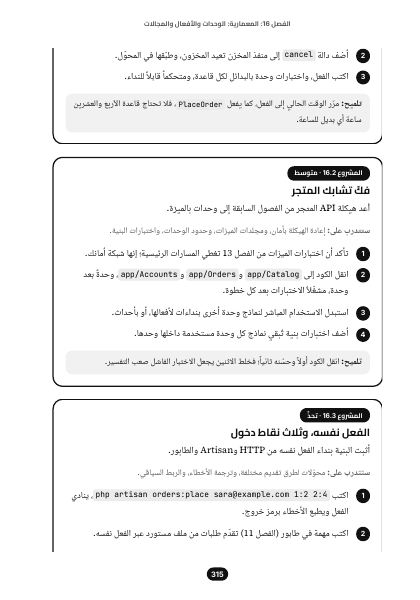 الفصل 16: المعمارية: الوحدات والأفعال والمجالات
2 أضف دالة cancel إلى منفذ المخزن تعيد المخزون، وطبّقها في المحوّل.
3 اكتب الفعل، واختبارات وحدة بالبدائل لكل قاعدة، ومتحكماً قابلاً للنداء.
تلميح: مرّر الوقت الحالي إلى الفعل، كما يفعل PlaceOrder، فلا تحتاج قاعدة الأربع والعشرين
ساعة أي بديل للساعة.
المشروع 16.2 · متوسط
فكّ تشابك المتجر
أعد هيكلة API المتجر من الفصول السابقة إلى وحدات بالميزة.
ستتدرب على: إعادة الهيكلة بأمان، ومجلدات الميزات، وحدود الوحدات، واختبارات البنية.
1 تأكد أن اختبارات الميزات من الفصل 13 تغطي المسارات الرئيسية؛ إنها شبكة أمانك.
2 انقل الكود إلى app/Catalog و app/Orders و app/Accounts، وحدةً بعد
وحدة، مشغّلاً الاختبارات بعد كل خطوة.
3 استبدل الاستخدام المباشر لنماذج وحدة أخرى بنداءات لأفعالها، أو بأحداث.
4 أضف اختبارات بنية تُبقي نماذج كل وحدة مستخدمة داخلها وحدها.
تلميح: انقل الكود أولاً وحسّنه ثانياً؛ فخلط الاثنين يجعل الاختبار الفاشل صعب التفسير.
المشروع 16.3 · تحدٍّ
الفعل نفسه، وثلاث نقاط دخول
أثبت البنية بنداء الفعل نفسه من HTTP وArtisan والطابور.
ستتدرب على: محوّلات لطرق تقديم مختلفة، وترجمة الأخطاء، والربط السياقي.
1 اكتب php artisan orders:place sara@example.com 1:2 2:4، ينادي
الفعل ويطبع الأخطاء برمز خروج.
2 اكتب مهمة في طابور (الفصل 11) تقدّم طلبات من ملف مستورد عبر الفعل نفسه.
315